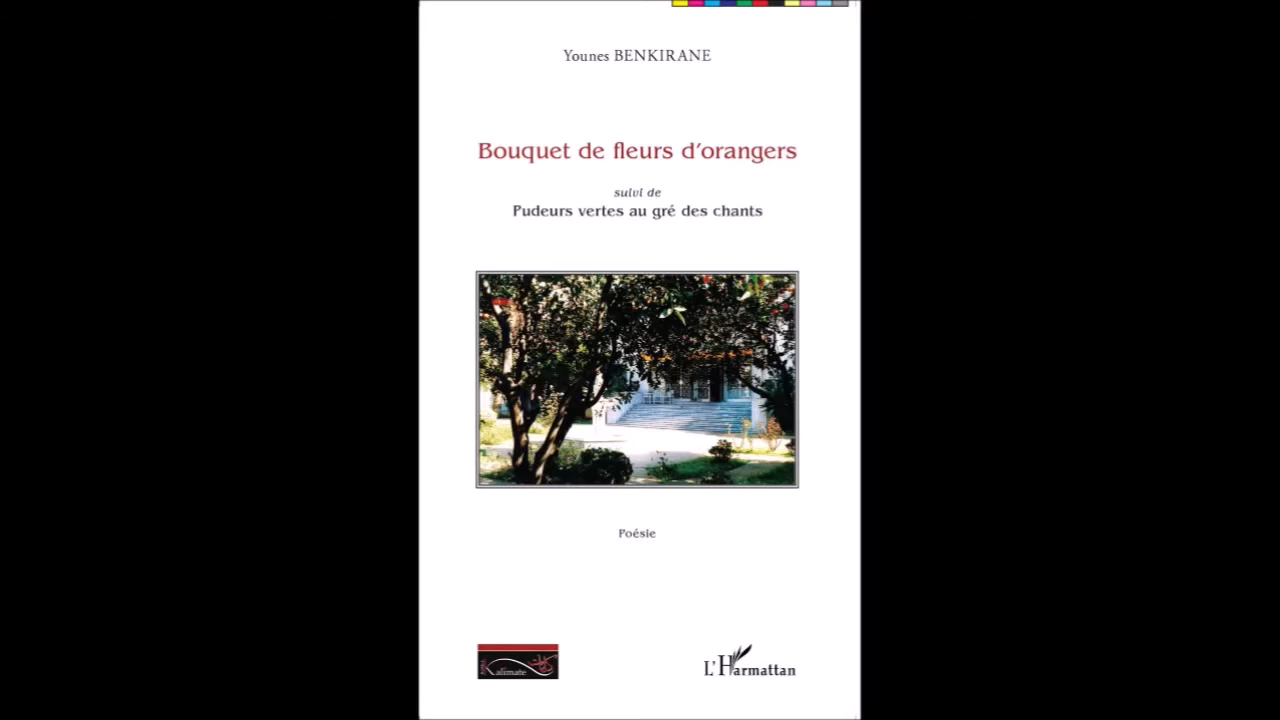 Younes BENKIRANE
Bouquet de fleurs d'orangers
suivi de
Pudeurs vertes au gré des chants
Poésie
Kalimate
L'Harmattan